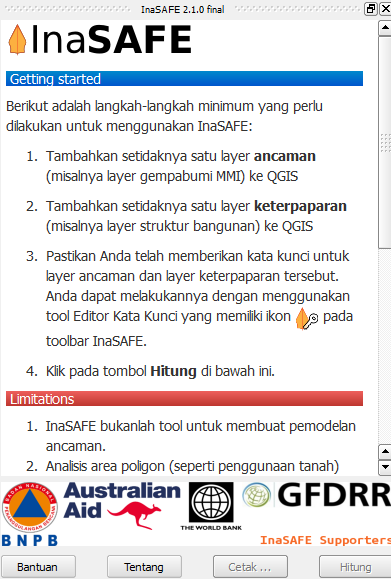 InaSAFE 2.1.0 final
InaSAFE
Getting started
Berikut adalah langkah-langkah minimum yang perlu
dilakukan untuk menggunakan InaSAFE:
1. Tambahkan setidaknya satu layer ancaman
(misalnya layer gempabumi MMI) ke QGIS
2. Tambahkan setidaknya satu layer keterpaparan
(misalnya layer struktur bangunan) ke QGIS
3. Pastikan Anda telah memberikan kata kunci untuk
layer ancaman dan layer keterpaparan tersebut.
Anda dapat melakukannya dengan menggunakan
tool Editor Kata Kunci yang memiliki ikon pada
toolbar InaSAFE.
4. Klik pada tombol Hitung di bawah ini.
Limitations
1. InaSAFE bukanlah tool untuk membuat pemodelan
ancaman.
2. Analisis area poligon (seperti penggunaan tanah)
BNPB
Australian
Aid
THE WORLD BANK
GFDRR
InaSAFE Supporters
Bantuan Tentang Cetak ... Hitung